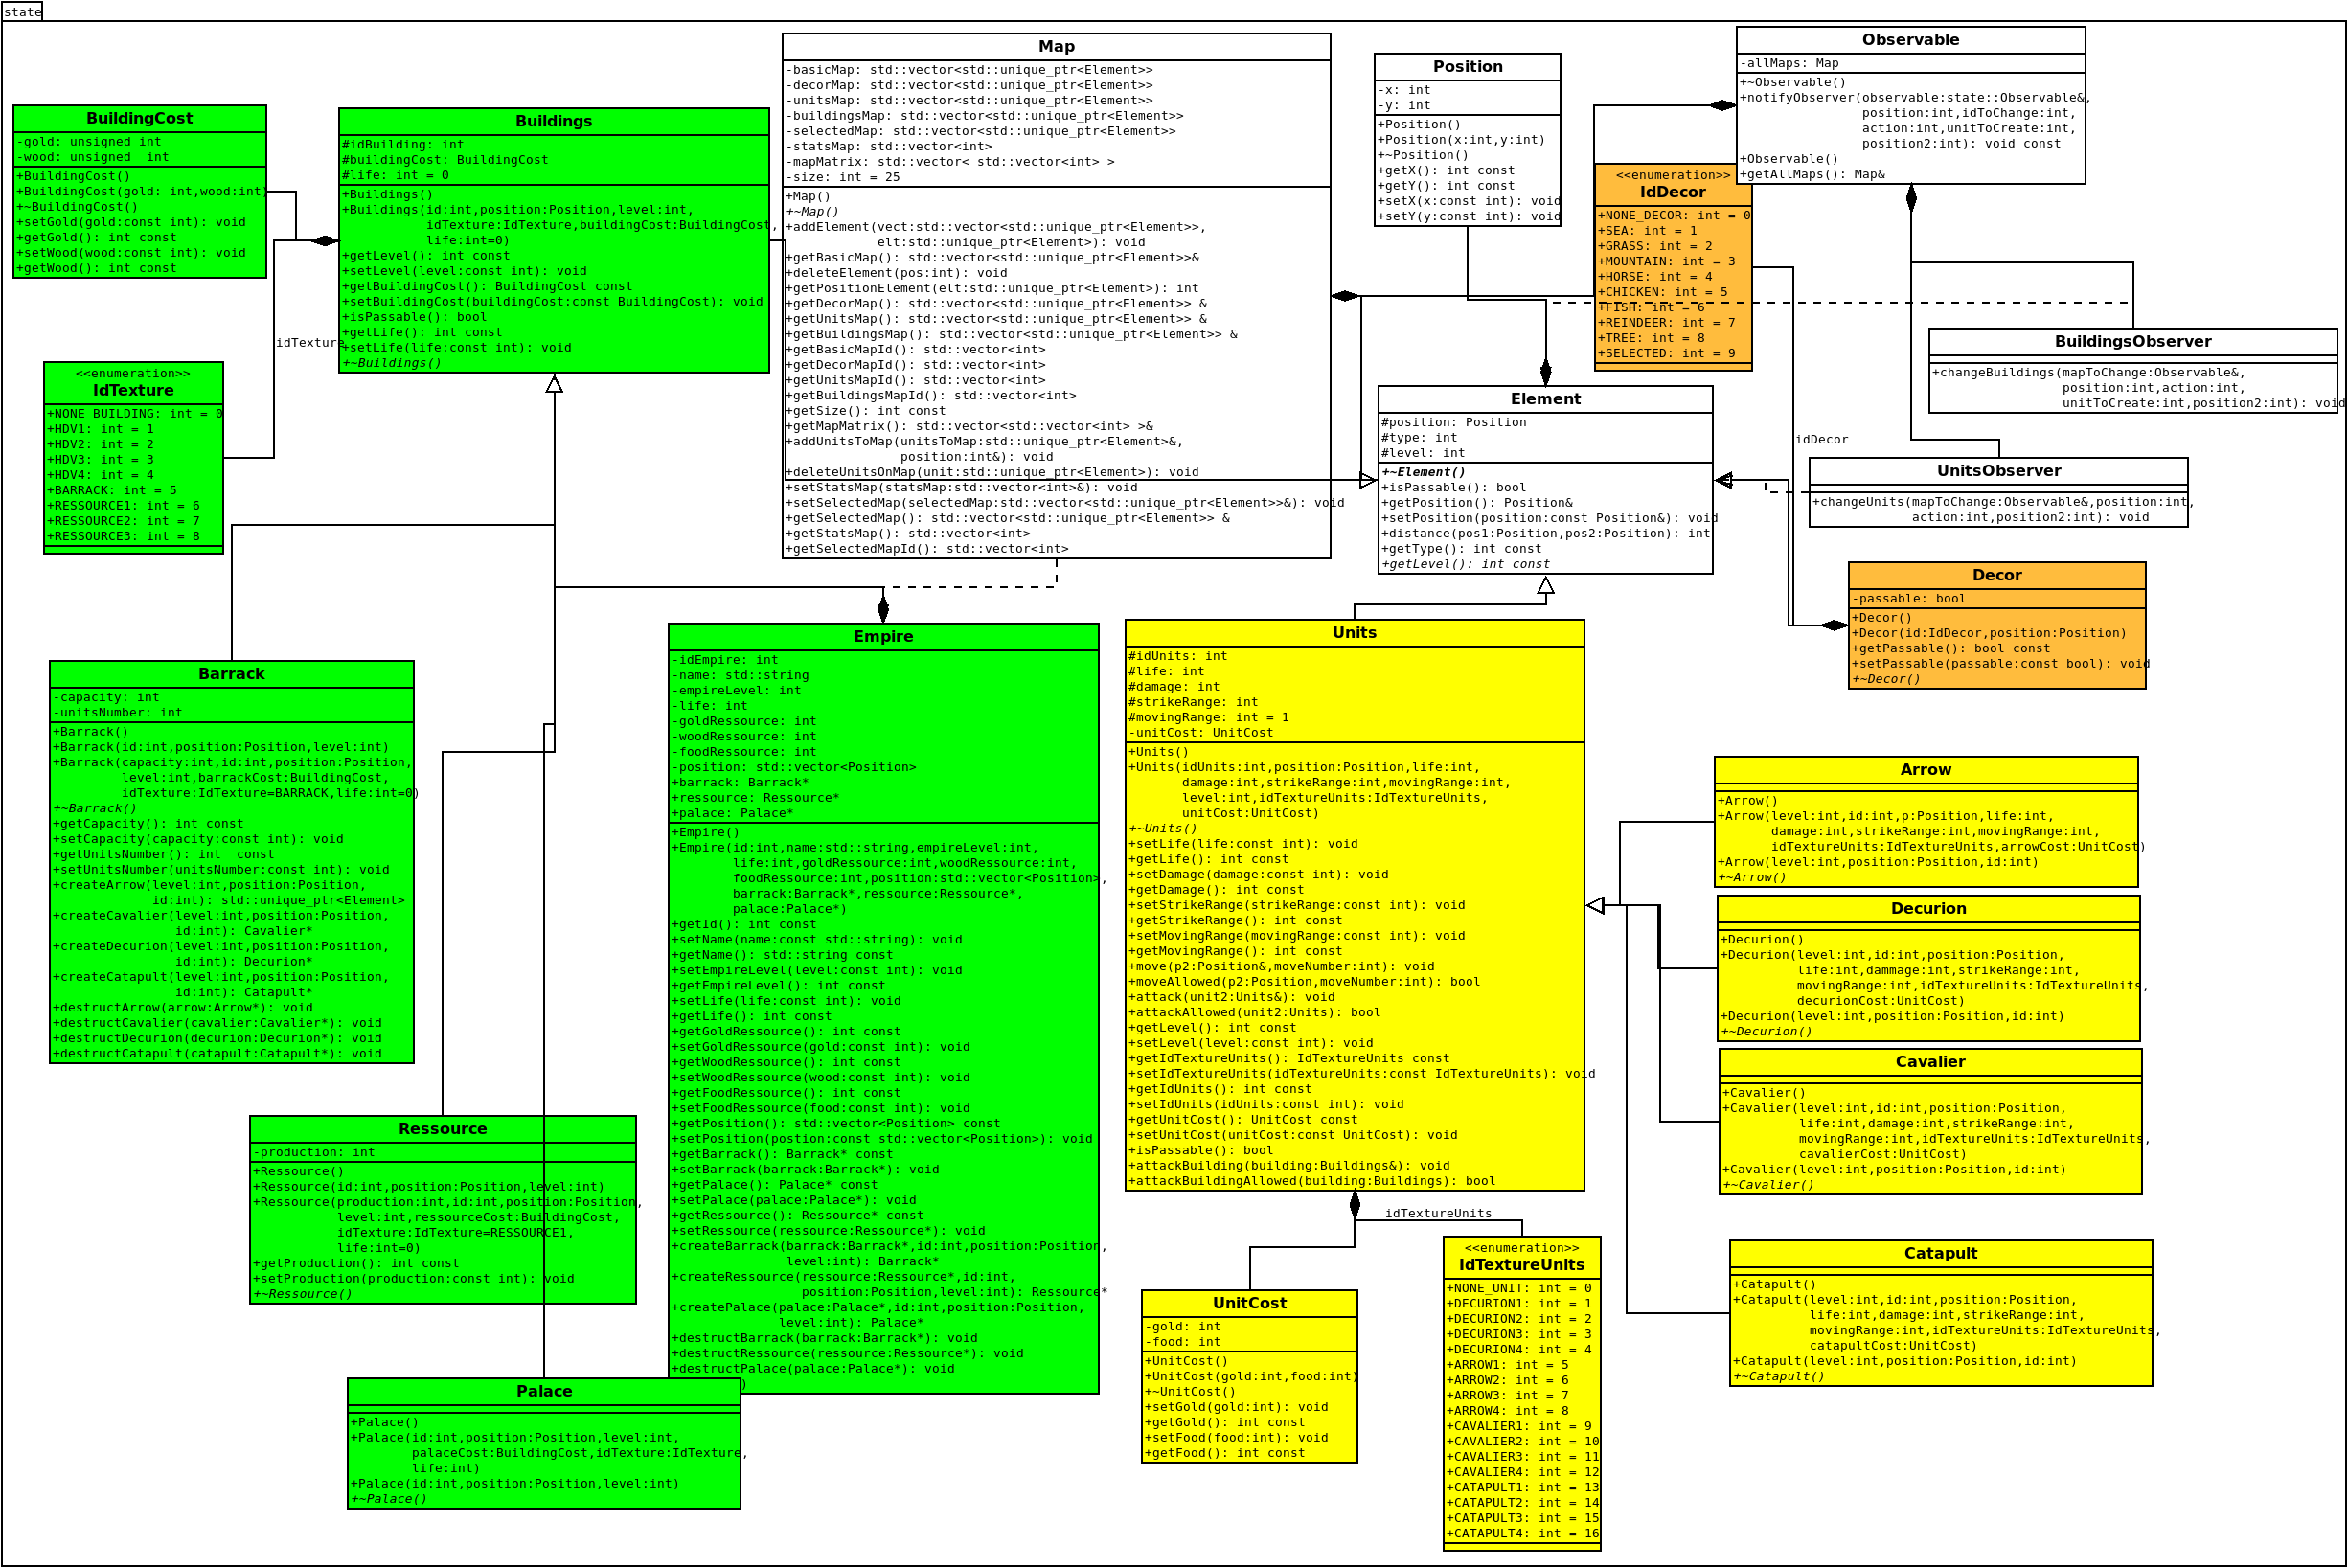 state
BuildingCost
-gold: unsigned int
-wood: unsigned  int
+BuildingCost()
+BuildingCost(gold: int,wood:int)
+~BuildingCost()
+setGold(gold:const int): void
+getGold(): int const
+setWood(wood:const int): void
+getWood(): int const
Buildings
#idBuilding: int
#buildingCost: BuildingCost
#life: int = 0
+Buildings()
+Buildings(id:int,position:Position,level:int,
idTexture:IdTexture,buildingCost:BuildingCost,
life:int=0)
+getLevel(): int const
+setLevel(level:const int): void
+getBuildingCost(): BuildingCost const
+setBuildingCost(buildingCost:const BuildingCost): void
+isPassable(): bool
+getLife(): int const
+setLife(life:const int): void
+~Buildings()
idTexture
<<enumeration>>
IdTexture
+NONE_BUILDING: int = 0
+HDV1: int = 1
+HDV2: int = 2
+HDV3: int = 3
+HDV4: int = 4
+BARRACK: int = 5
+RESSOURCE1: int = 6
+RESSOURCE2: int = 7
+RESSOURCE3: int = 8
Map
-basicMap: std::vector<std::unique_ptr<Element>>
-decorMap: std::vector<std::unique_ptr<Element>>
-unitsMap: std::vector<std::unique_ptr<Element>>
-buildingsMap: std::vector<std::unique_ptr<Element>>
-selectedMap: std::vector<std::unique_ptr<Element>>
-statsMap: std::vector<int>
-mapMatrix: std::vector< std::vector<int> >
-size: int = 25
+Map()
+~Map()
+addElement(vect:std::vector<std::unique_ptr<Element>>,
elt:std::unique_ptr<Element>): void
+getBasicMap(): std::vector<std::unique_ptr<Element>>&
+deleteElement(pos:int): void
+getPositionElement(elt:std::unique_ptr<Element>): int
+getDecorMap(): std::vector<std::unique_ptr<Element>> &
+getUnitsMap(): std::vector<std::unique_ptr<Element>> &
+getBuildingsMap(): std::vector<std::unique_ptr<Element>> &
+getBasicMapId(): std::vector<int>
+getDecorMapId(): std::vector<int>
+getUnitsMapId(): std::vector<int>
+getBuildingsMapId(): std::vector<int>
+getSize(): int const
+getMapMatrix(): std::vector<std::vector<int> >&
+addUnitsToMap(unitsToMap:std::unique_ptr<Element>&,
position:int&): void
+deleteUnitsOnMap(unit:std::unique_ptr<Element>): void
+setStatsMap(statsMap:std::vector<int>&): void
+setSelectedMap(selectedMap:std::vector<std::unique_ptr<Element>>&): void
+getSelectedMap(): std::vector<std::unique_ptr<Element>> &
+getStatsMap(): std::vector<int>
+getSelectedMapId(): std::vector<int>
Position
-x: int
-y: int
+Position()
+Position(x:int,y:int)
+~Position()
+getX(): int const
+getY(): int const
+setX(x:const int): void
+setY(y:const int): void
Observable
-allMaps: Map
+~Observable()
+notifyObserver(observable:state::Observable&,
position:int,idToChange:int,
action:int,unitToCreate:int,
position2:int): void const
+Observable()
+getAllMaps(): Map&
<<enumeration>>
IdDecor
+NONE_DECOR: int = 0
+SEA: int = 1
+GRASS: int = 2
+MOUNTAIN: int = 3
+HORSE: int = 4
+CHICKEN: int = 5
+FISH: int = 6
+REINDEER: int = 7
+TREE: int = 8
+SELECTED: int = 9
BuildingsObserver
+changeBuildings(mapToChange:Observable&,
position:int,action:int,
unitToCreate:int,position2:int): void
Element
#position: Position
#type: int
#level: int
+~Element()
+isPassable(): bool
+getPosition(): Position&
+setPosition(position:const Position&): void
+distance(pos1:Position,pos2:Position): int
+getType(): int const
+getLevel(): int const
idDecor
UnitsObserver
+changeUnits(mapToChange:Observable&,position:int,
action:int,position2:int): void
Decor
-passable: bool
+Decor()
+Decor(id:IdDecor,position:Position)
+getPassable(): bool const
+setPassable(passable:const bool): void
+~Decor()
Barrack
-capacity: int
-unitsNumber: int
+Barrack()
+Barrack(id:int,position:Position,level:int)
+Barrack(capacity:int,id:int,position:Position,
level:int,barrackCost:BuildingCost,
idTexture:IdTexture=BARRACK,life:int=0)
+~Barrack()
+getCapacity(): int const
+setCapacity(capacity:const int): void
+getUnitsNumber(): int  const
+setUnitsNumber(unitsNumber:const int): void
+createArrow(level:int,position:Position,
id:int): std::unique_ptr<Element>
+createCavalier(level:int,position:Position,
id:int): Cavalier*
+createDecurion(level:int,position:Position,
id:int): Decurion*
+createCatapult(level:int,position:Position,
id:int): Catapult*
+destructArrow(arrow:Arrow*): void
+destructCavalier(cavalier:Cavalier*): void
+destructDecurion(decurion:Decurion*): void
+destructCatapult(catapult:Catapult*): void
Empire
-idEmpire: int
-name: std::string
-empireLevel: int
-life: int
-goldRessource: int
-woodRessource: int
-foodRessource: int
-position: std::vector<Position>
+barrack: Barrack*
+ressource: Ressource*
+palace: Palace*
+Empire()
+Empire(id:int,name:std::string,empireLevel:int,
life:int,goldRessource:int,woodRessource:int,
foodRessource:int,position:std::vector<Position>,
barrack:Barrack*,ressource:Ressource*,
palace:Palace*)
+getId(): int const
+setName(name:const std::string): void
+getName(): std::string const
+setEmpireLevel(level:const int): void
+getEmpireLevel(): int const
+setLife(life:const int): void
+getLife(): int const
+getGoldRessource(): int const
+setGoldRessource(gold:const int): void
+getWoodRessource(): int const
+setWoodRessource(wood:const int): void
+getFoodRessource(): int const
+setFoodRessource(food:const int): void
+getPosition(): std::vector<Position> const
+setPosition(postion:const std::vector<Position>): void
+getBarrack(): Barrack* const
+setBarrack(barrack:Barrack*): void
+getPalace(): Palace* const
+setPalace(palace:Palace*): void
+getRessource(): Ressource* const
+setRessource(ressource:Ressource*): void
+createBarrack(barrack:Barrack*,id:int,position:Position,
level:int): Barrack*
+createRessource(ressource:Ressource*,id:int,
position:Position,level:int): Ressource*
+createPalace(palace:Palace*,id:int,position:Position,
level:int): Palace*
+destructBarrack(barrack:Barrack*): void
+destructRessource(ressource:Ressource*): void
+destructPalace(palace:Palace*): void
)
Units
#idUnits: int
#life: int
#damage: int
#strikeRange: int
#movingRange: int = 1
-unitCost: UnitCost
+Units()
+Units(idUnits:int,position:Position,life:int,
damage:int,strikeRange:int,movingRange:int,
level:int,idTextureUnits:IdTextureUnits,
unitCost:UnitCost)
+~Units()
+setLife(life:const int): void
+getLife(): int const
+setDamage(damage:const int): void
+getDamage(): int const
+setStrikeRange(strikeRange:const int): void
+getStrikeRange(): int const
+setMovingRange(movingRange:const int): void
+getMovingRange(): int const
+move(p2:Position&,moveNumber:int): void
+moveAllowed(p2:Position,moveNumber:int): bool
+attack(unit2:Units&): void
+attackAllowed(unit2:Units): bool
+getLevel(): int const
+setLevel(level:const int): void
+getIdTextureUnits(): IdTextureUnits const
+setIdTextureUnits(idTextureUnits:const IdTextureUnits): void
+getIdUnits(): int const
+setIdUnits(idUnits:const int): void
+getUnitCost(): UnitCost const
+setUnitCost(unitCost:const UnitCost): void
+isPassable(): bool
+attackBuilding(building:Buildings&): void
+attackBuildingAllowed(building:Buildings): bool
Arrow
+Arrow()
+Arrow(level:int,id:int,p:Position,life:int,
damage:int,strikeRange:int,movingRange:int,
idTextureUnits:IdTextureUnits,arrowCost:UnitCost)
+Arrow(level:int,position:Position,id:int)
+~Arrow()
Decurion
+Decurion()
+Decurion(level:int,id:int,position:Position,
life:int,dammage:int,strikeRange:int,
movingRange:int,idTextureUnits:IdTextureUnits,
decurionCost:UnitCost)
+Decurion(level:int,position:Position,id:int)
+~Decurion()
Cavalier
+Cavalier()
+Cavalier(level:int,id:int,position:Position,
life:int,damage:int,strikeRange:int,
movingRange:int,idTextureUnits:IdTextureUnits,
cavalierCost:UnitCost)
+Cavalier(level:int,position:Position,id:int)
+~Cavalier()
Catapult
+Catapult()
+Catapult(level:int,id:int,position:Position,
life:int,damage:int,strikeRange:int,
movingRange:int,idTextureUnits:IdTextureUnits,
catapultCost:UnitCost)
+Catapult(level:int,position:Position,id:int)
+~Catapult()
Ressource
-production: int
+Ressource()
+Ressource(id:int,position:Position,level:int)
+Ressource(production:int,id:int,position:Position,
level:int,ressourceCost:BuildingCost,
idTexture:IdTexture=RESSOURCE1,
life:int=0)
+getProduction(): int const
+setProduction(production:const int): void
+~Ressource()
Palace
+Palace()
+Palace(id:int,position:Position,level:int,
palaceCost:BuildingCost,idTexture:IdTexture,
life:int)
+Palace(id:int,position:Position,level:int)
+~Palace()
idTextureUnits
UnitCost
-gold: int
-food: int
+UnitCost()
+UnitCost(gold:int,food:int)
+~UnitCost()
+setGold(gold:int): void
+getGold(): int const
+setFood(food:int): void
+getFood(): int const
<<enumeration>>
IdTextureUnits
+NONE_UNIT: int = 0
+DECURION1: int = 1
+DECURION2: int = 2
+DECURION3: int = 3
+DECURION4: int = 4
+ARROW1: int = 5
+ARROW2: int = 6
+ARROW3: int = 7
+ARROW4: int = 8
+CAVALIER1: int = 9
+CAVALIER2: int = 10
+CAVALIER3: int = 11
+CAVALIER4: int = 12
+CATAPULT1: int = 13
+CATAPULT2: int = 14
+CATAPULT3: int = 15
+CATAPULT4: int = 16